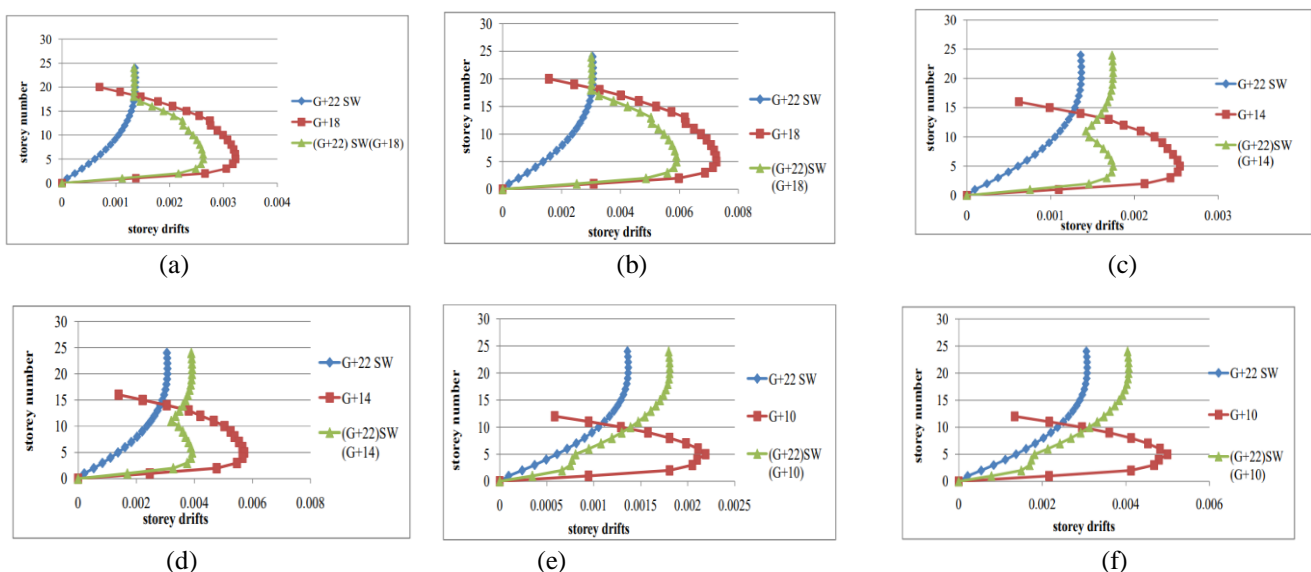 30
25
20
15
10
5
0
storey number
0
0.001
0.002
0.003
0.004
storey drifts
G+22 SW
G+18
(G+22) SW(G+18)
(a)
30
25
20
15
10
5
0
storey number
0
0.002
0.004
0.006
0.008
storey drifts
G+22 SW
G+18
(G+22)SW
(G+18)
(b)
30
25
20
15
10
5
0
storey number
0
0.001
0.002
0.003
storey drifts
G+22 SW
G+14
(G+22)SW
(G+14)
(c)
30
25
20
15
10
5
0
storey number
0
0.002
0.004
0.006
0.008
storey drifts
G+22 SW
G+14
(G+22)SW
(G+14)
(d)
30
25
20
15
10
5
0
storey number
0
0.0005
0.001
0.0015
0.002
0.0025
storey drifts
G+22 SW
G+10
(G+22)SW
(G+10)
(e)
30
25
20
15
10
5
0
storey number
0
0.002
0.004
0.006
storey drifts
G+22 SW
G+10
(G+22)SW
(G+10)
(f)